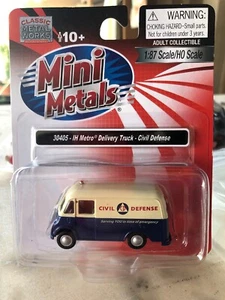 CLASSIC
METAL
WORKS
10+
WARNING:
CHOKING HAZARD-Small parts.
Not for children under 3 years.
ADULT COLLECTIBLE
1:87 Scale/HO Scale
Mini
Metals
30405 - IH Metro® Delivery Truck - Civil Defense
CIVIL DEFENSE